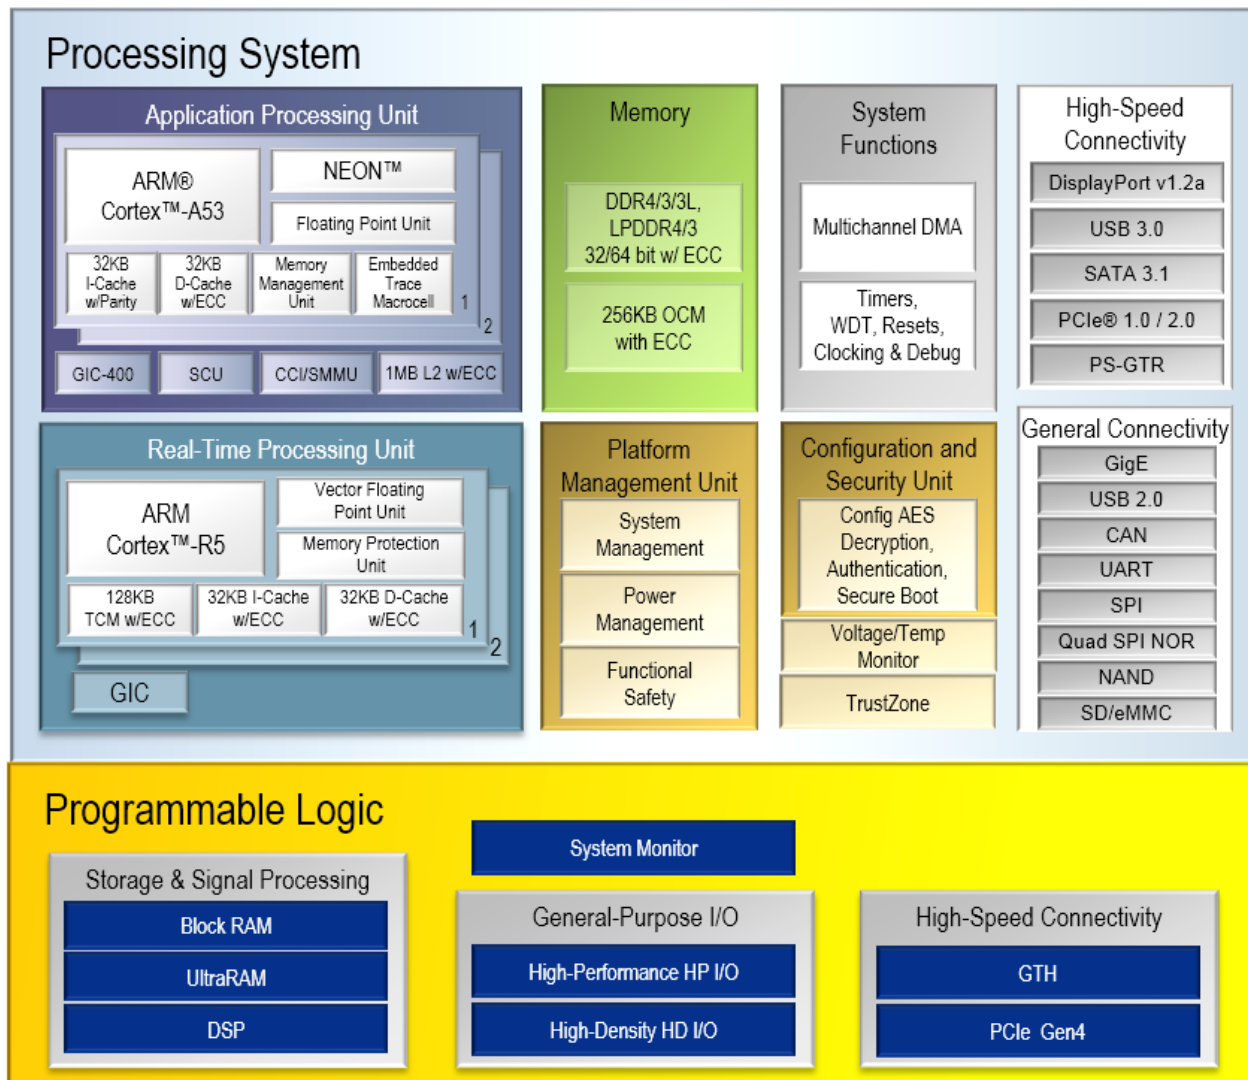 Processing System
Application Processing Unit
ARM®
Cortex™-A53
NEON™
Floating Point Unit
32KB
I-Cache
w/Parity
32KB
D-Cache
w/ECC
Memory
Management
Unit
Embedded
Trace
Macrocell
1
2
GIC-400
SCU
CCI/SMMU
1MB L2 w/ECC
Memory
DDR4/3/3L,
LPDDR4/3
32/64 bit w/ ECC
256KB OCM
with ECC
System
Functions
Multichannel DMA
Timers,
WDT, Resets,
Clocking & Debug
High-Speed
Connectivity
DisplayPort v1.2a
USB 3.0
SATA 3.1
PCIe® 1.0 / 2.0
PS-GTR
Real-Time Processing Unit
ARM
Cortex™-R5
Vector Floating
Point Unit
Memory Protection
Unit
128KB
TCM w/ECC
32KB I-Cache
w/ECC
32KB D-Cache
w/ECC
1
2
GIC
Platform
Management Unit
System
Management
Power
Management
Functional
Safety
Configuration and
Security Unit
Config AES
Decryption,
Authentication,
Secure Boot
Voltage/Temp
Monitor
TrustZone
General Connectivity
GigE
USB 2.0
CAN
UART
SPI
Quad SPI NOR
NAND
SD/eMMC
Programmable Logic
Storage & Signal Processing
Block RAM
UltraRAM
DSP
System Monitor
General-Purpose I/O
High-Performance HP I/O
High-Density HD I/O
High-Speed Connectivity
GTH
PCIe Gen4